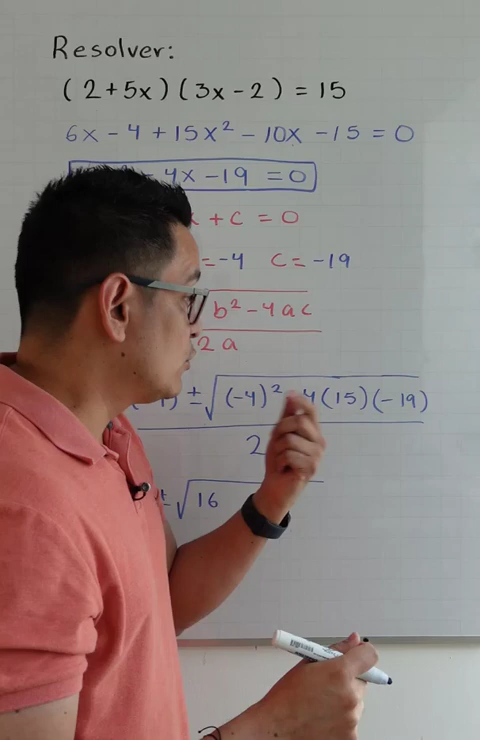 Resolver:
(2+5x)(3x-2) = 15
6x - 4 + 15x² - 10x - 15 = 0
- 4x - 19 = 0
x + c = 0
= -4 c = -19
b² - 4ac
2a
± √(-4)² 4(15)(-19)
2
± √16